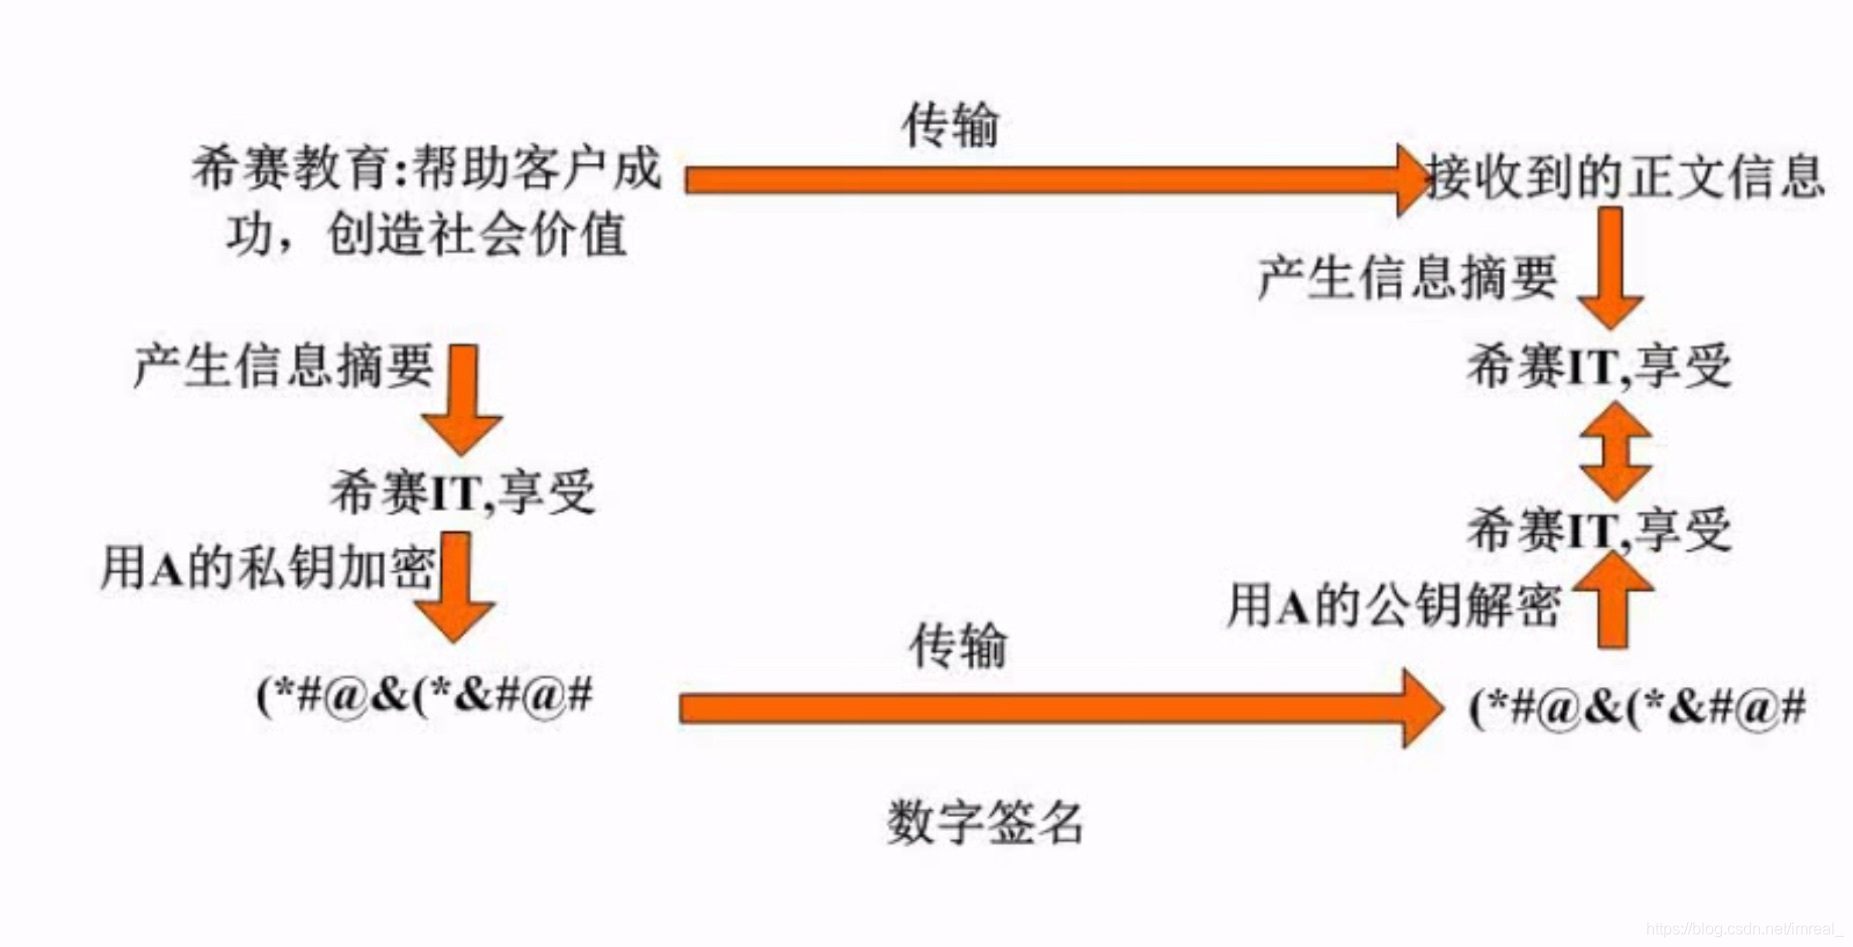 传输
希赛教育:帮助客户成
功，创造社会价值
接收到的正文信息
产生信息摘要
产生信息摘要
希赛IT,享受
希赛IT,享受
用A的私钥加密
希赛IT,享受
用A的公钥解密
传输
(*#@&(*&#@#
(*#@&(*&#@#
数字签名
https://blog.csdn.net/imreal_